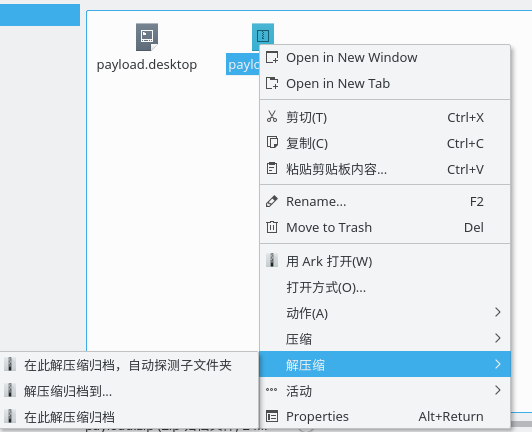 payload.desktop
Open in New Window
Open in New Tab
剪切(T) Ctrl+X
复制(C) Ctrl+C
粘贴剪贴板内容... Ctrl+V
Rename... F2
Move to Trash Del
用 Ark 打开(W)
打开方式(O)...
动作(A)
压缩
解压缩
活动
Properties Alt+Return
在此解压缩归档，自动探测子文件夹
解压缩归档到...
在此解压缩归档